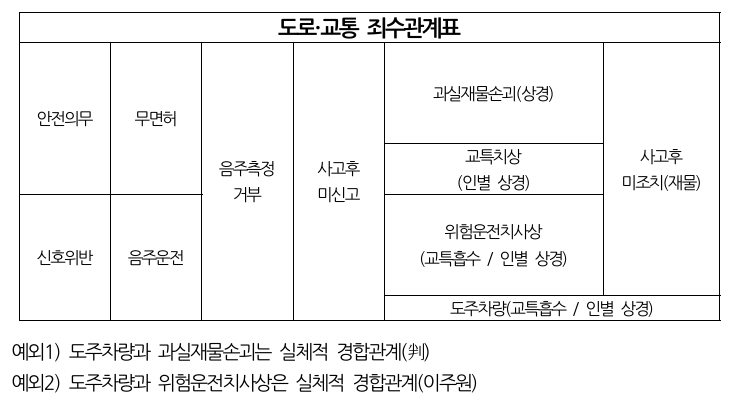 도로·교통 죄수관계표
안전의무
무면허
신호위반
음주운전
음주측정
거부
사고후
미신고
과실재물손괴(상경)
교특치상
(인별 상경)
위험운전치사상
(교특흡수 / 인별 상경)
사고후
미조치(재물)
도주차량(교특흡수 / 인별 상경)
예외1) 도주차량과 과실재물손괴는 실체적 경합관계(判)
예외2) 도주차량과 위험운전치사상은 실체적 경합관계(이주원)